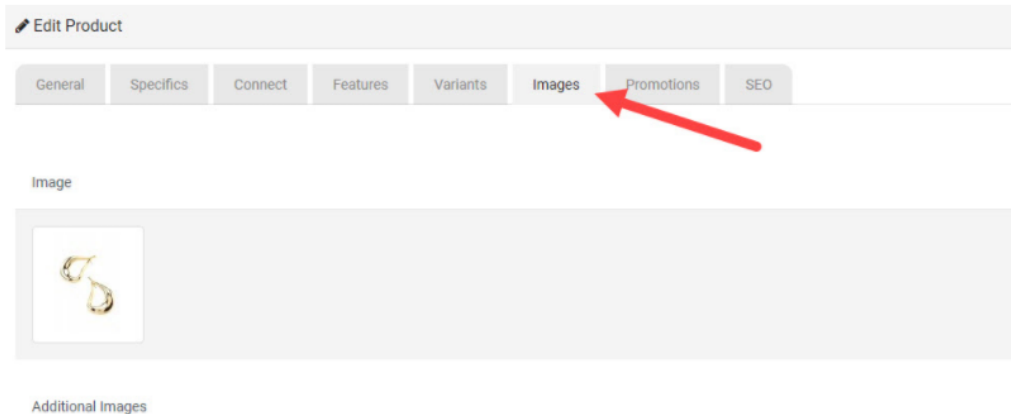 Edit Product
General Specifics Connect Features Variants Images Promotions SEO
Image
Additional Images